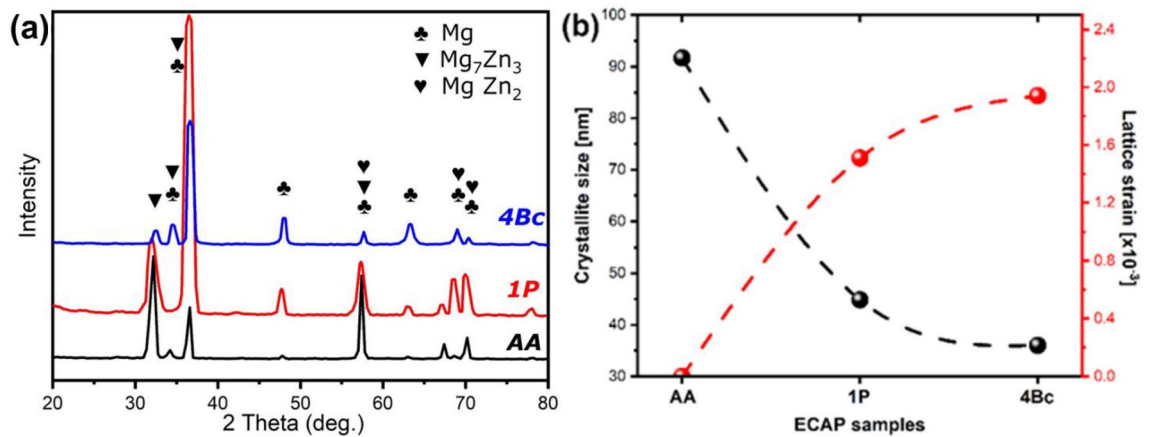 (a)
♣ Mg
▼ Mg7Zn3
♥ Mg Zn2
4Bc
1P
AA
Intensity
20 30 40 50 60 70 80
2 Theta (deg.)
(b)
100
90
80
70
60
50
40
30
Crystallite size [nm]
2.4
2.0
1.6
1.2
0.8
0.4
0.0
Lattice strain [x10-3]
AA 1P 4Bc
ECAP samples